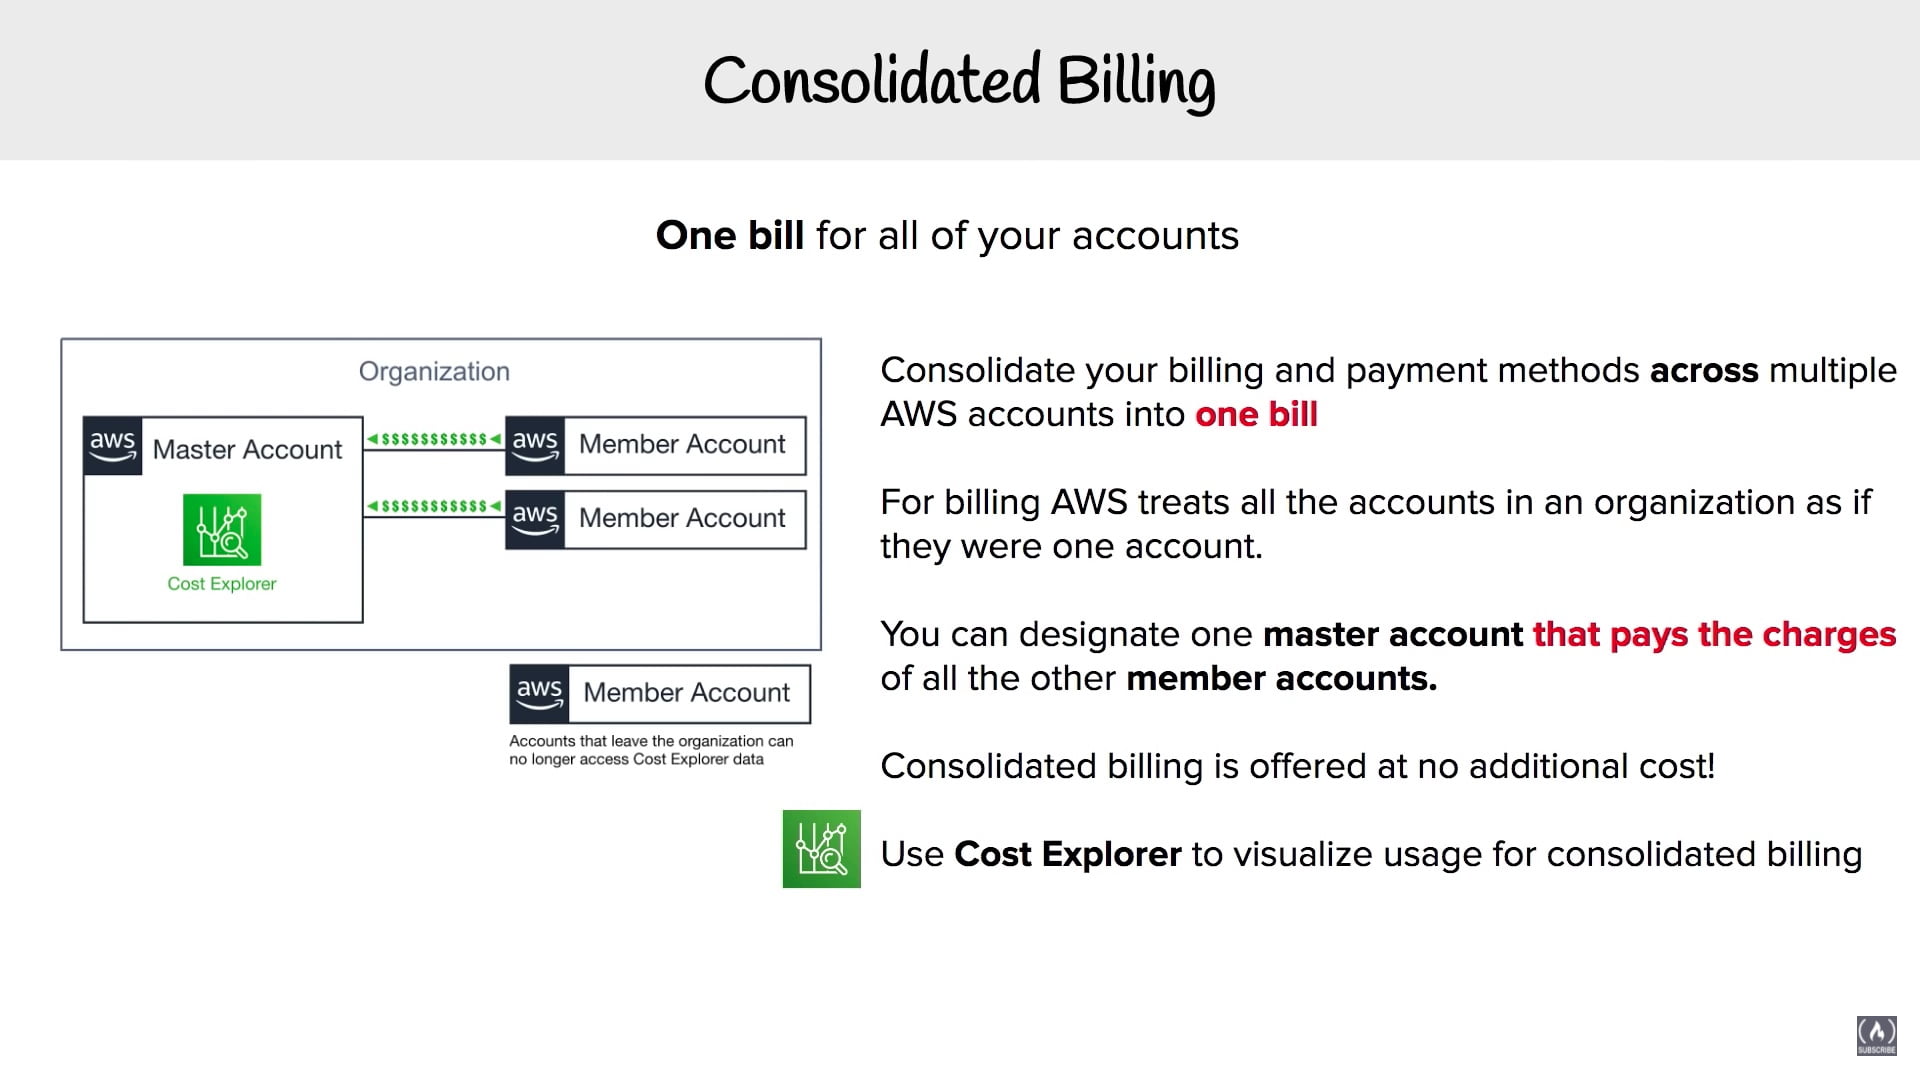 Consolidated Billing
One bill for all of your accounts
Organization
aws Master Account
Cost Explorer
$$$$$$$$$$$ aws Member Account
$$$$$$$$$$$ aws Member Account
aws Member Account
Accounts that leave the organization can
no longer access Cost Explorer data
Consolidate your billing and payment methods across multiple
AWS accounts into one bill
For billing AWS treats all the accounts in an organization as if
they were one account.
You can designate one master account that pays the charges
of all the other member accounts.
Consolidated billing is offered at no additional cost!
Use Cost Explorer to visualize usage for consolidated billing
SUBSCRIBE